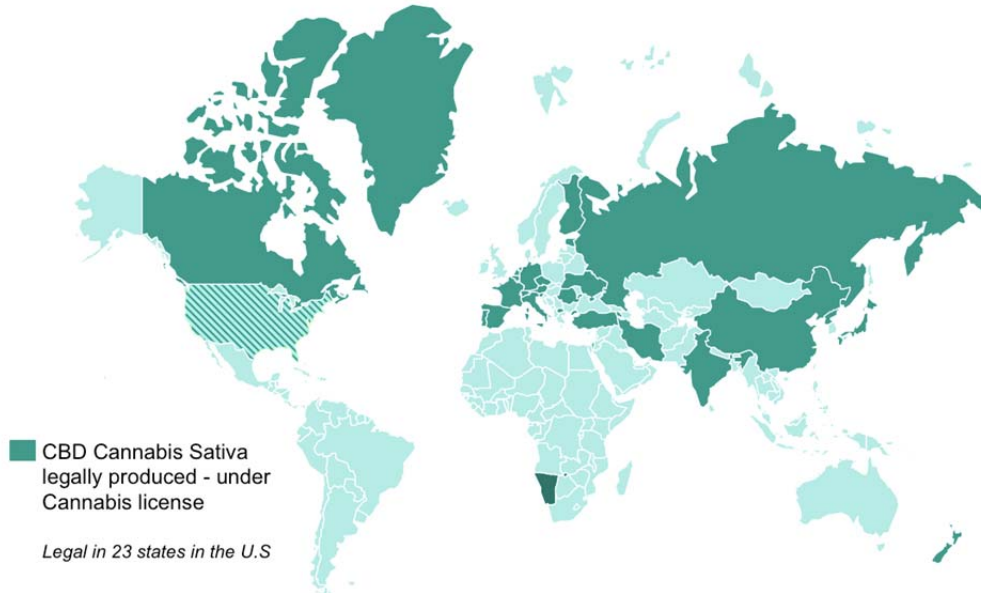 CBD Cannabis Sativa
legally produced - under
Cannabis license
Legal in 23 states in the U.S